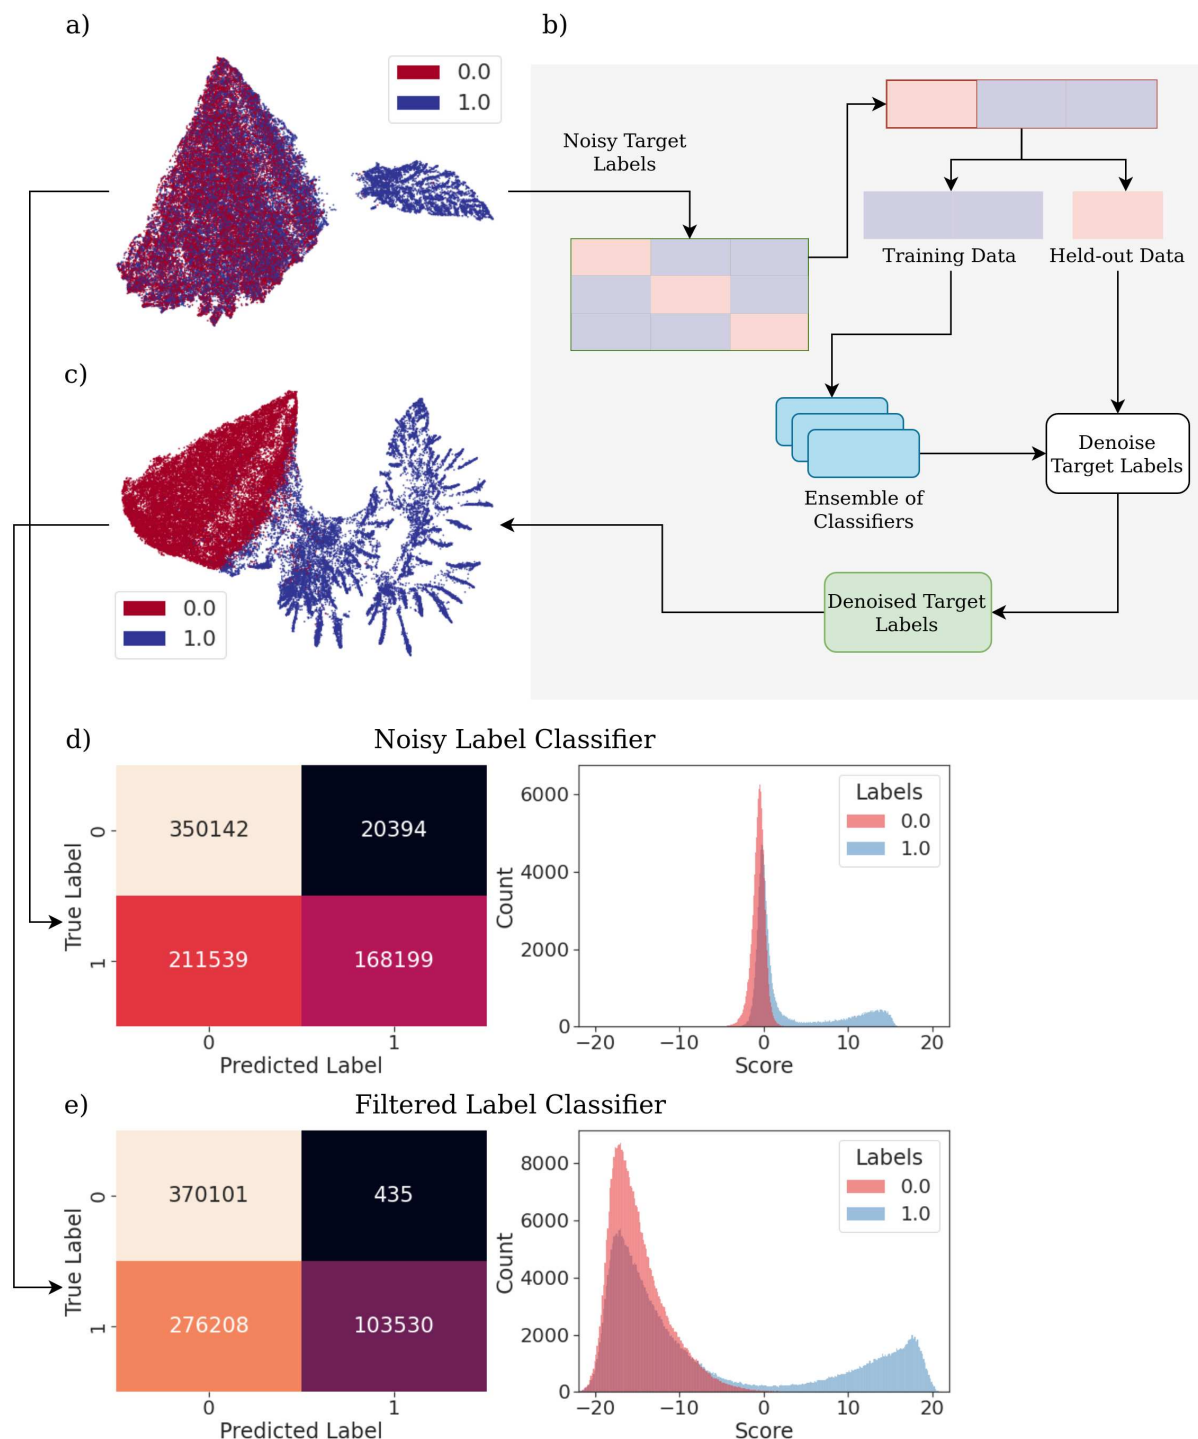 a)
0.0
1.0
b)
Noisy Target
Labels
Training Data
Held-out Data
Ensemble of
Classifiers
Denoise
Target Labels
Denoised Target
Labels
c)
0.0
1.0
d)
Noisy Label Classifier
True Label
0
1
350142
20394
211539
168199
0
1
Predicted Label
Count
6000
4000
2000
0
−20
−10
0
10
20
Score
Labels
0.0
1.0
e)
Filtered Label Classifier
True Label
0
1
370101
435
276208
103530
0
1
Predicted Label
Count
8000
6000
4000
2000
0
−20
−10
0
10
20
Score
Labels
0.0
1.0